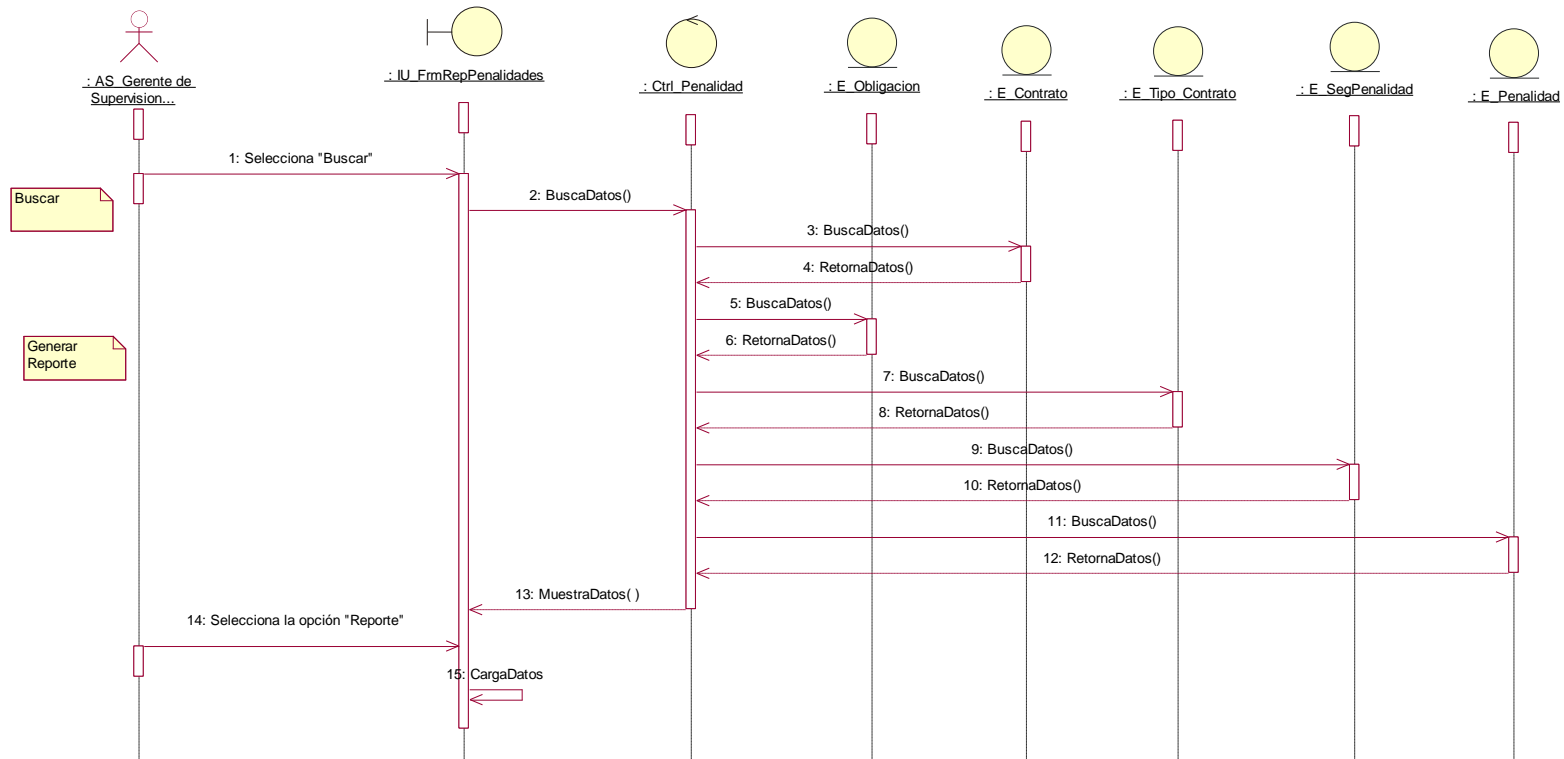 : AS_Gerente de
Supervision...
: IU_FrmRepPenalidades
: Ctrl_Penalidad
: E_Obligacion
: E_Contrato
: E_Tipo_Contrato
: E_SegPenalidad
: E_Penalidad
1: Selecciona "Buscar"
Buscar
2: BuscaDatos()
3: BuscaDatos()
4: RetornaDatos()
5: BuscaDatos()
6: RetornaDatos()
Generar
Reporte
7: BuscaDatos()
8: RetornaDatos()
9: BuscaDatos()
10: RetornaDatos()
11: BuscaDatos()
12: RetornaDatos()
13: MuestraDatos( )
14: Selecciona la opción "Reporte"
15: CargaDatos